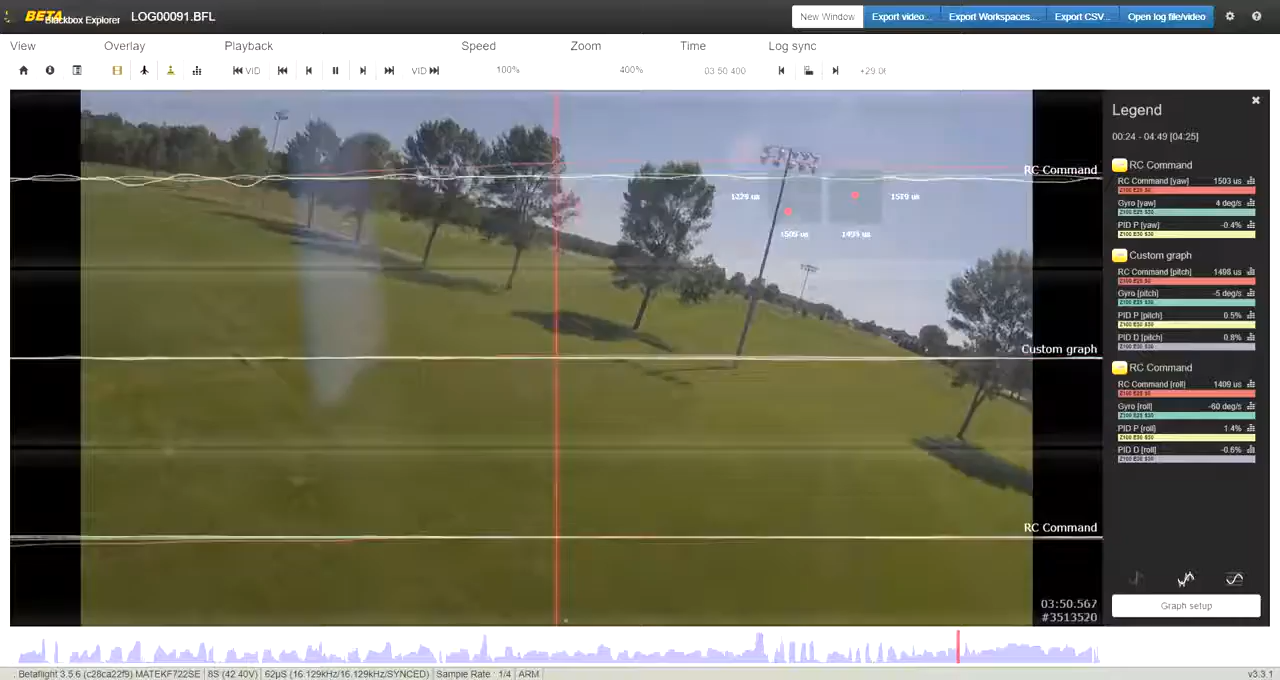 BETA
Blackbox Explorer
LOG00091.BFL
New Window
Export video...
Export Workspaces...
Export CSV...
Open log file/video
View
Overlay
Playback
Speed
Zoom
Time
Log sync
VID
VID
100%
400%
03 50 400
RC Command
1579 us
Custom graph
RC Command
03:50.567
#3513520
Legend
00:24 - 04.49 [04:25]
RC Command
RC Command [yaw] 1593 us
Gyro [yaw] 4 deg/s
PID P [yaw] -0.4%
Custom graph
RC Command [pitch] 1498 us
Gyro [pitch] -5 deg/s
PID P [pitch] 0.5%
PID D [pitch] 0.8%
RC Command
RC Command [roll] 1409 us
Gyro [roll] -60 deg/s
PID P [roll] 1.4%
PID D [roll] -0.6%
Graph setup
Betaflight 3.5.6 (c28ca22f9) MATEKF722SE 8S (42.40V) 62µS (16.129kHz/16.129kHz/SYNCED) Sample Rate : 1/4 ARM
v3.3.1